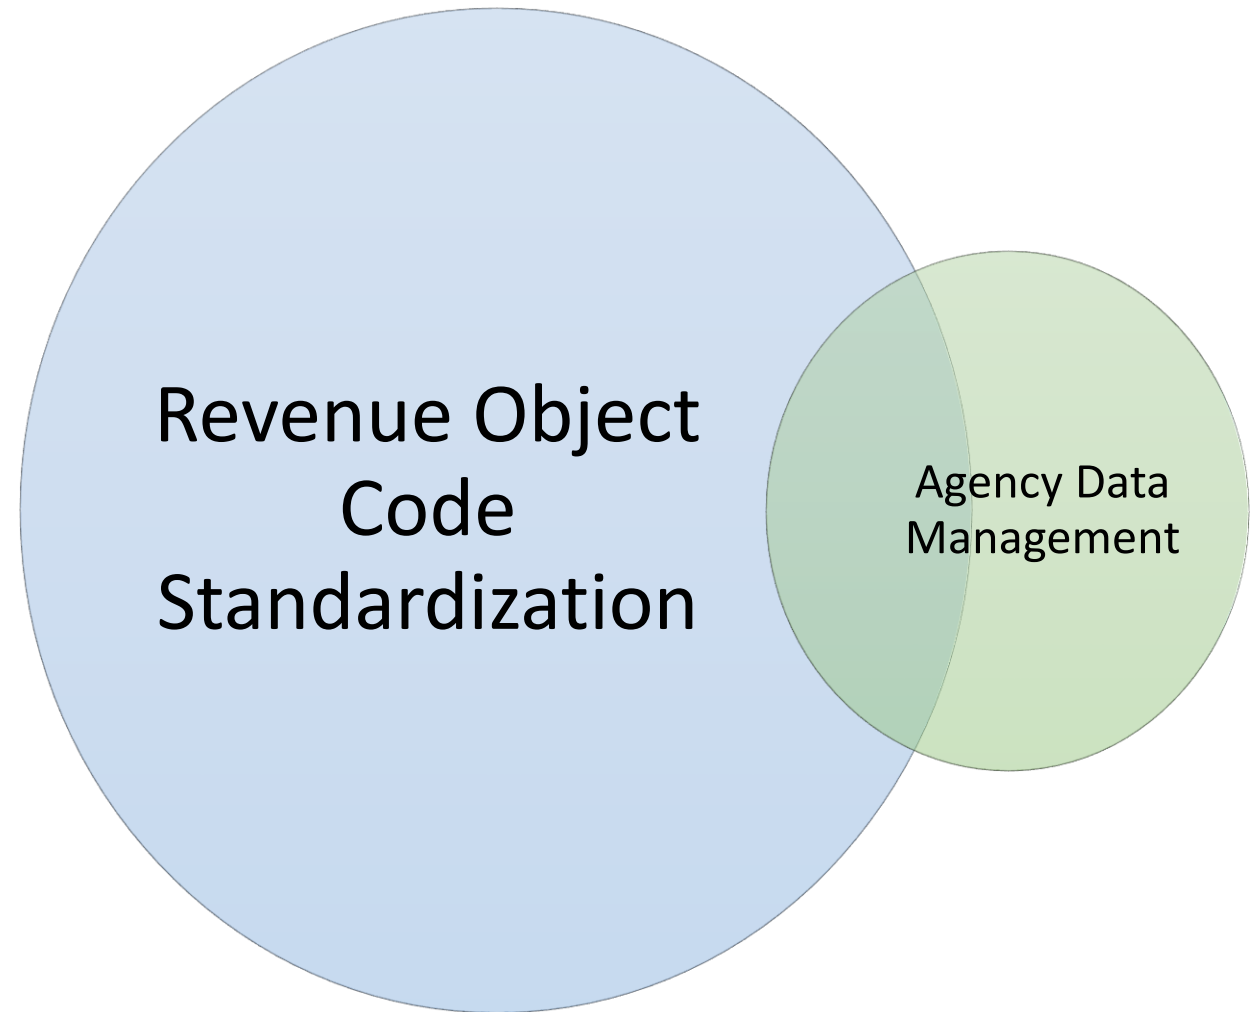 Revenue Object
Code
Standardization
Agency Data
Management